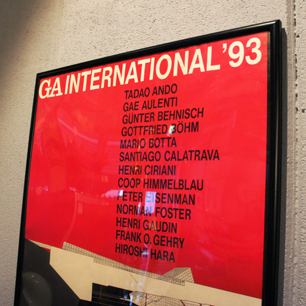 GA INTERNATIONAL '93
TADAO ANDO
GAE AULENTI
GÜNTER BEHNISCH
GOTTFRIED BÖHM
MARIO BOTTA
SANTIAGO CALATRAVA
HENRI CIRIANI
COOP HIMMELBLAU
PETER EISENMAN
NORMAN FOSTER
HENRI GAUDIN
FRANK O. GEHRY
HIROSHI HARA